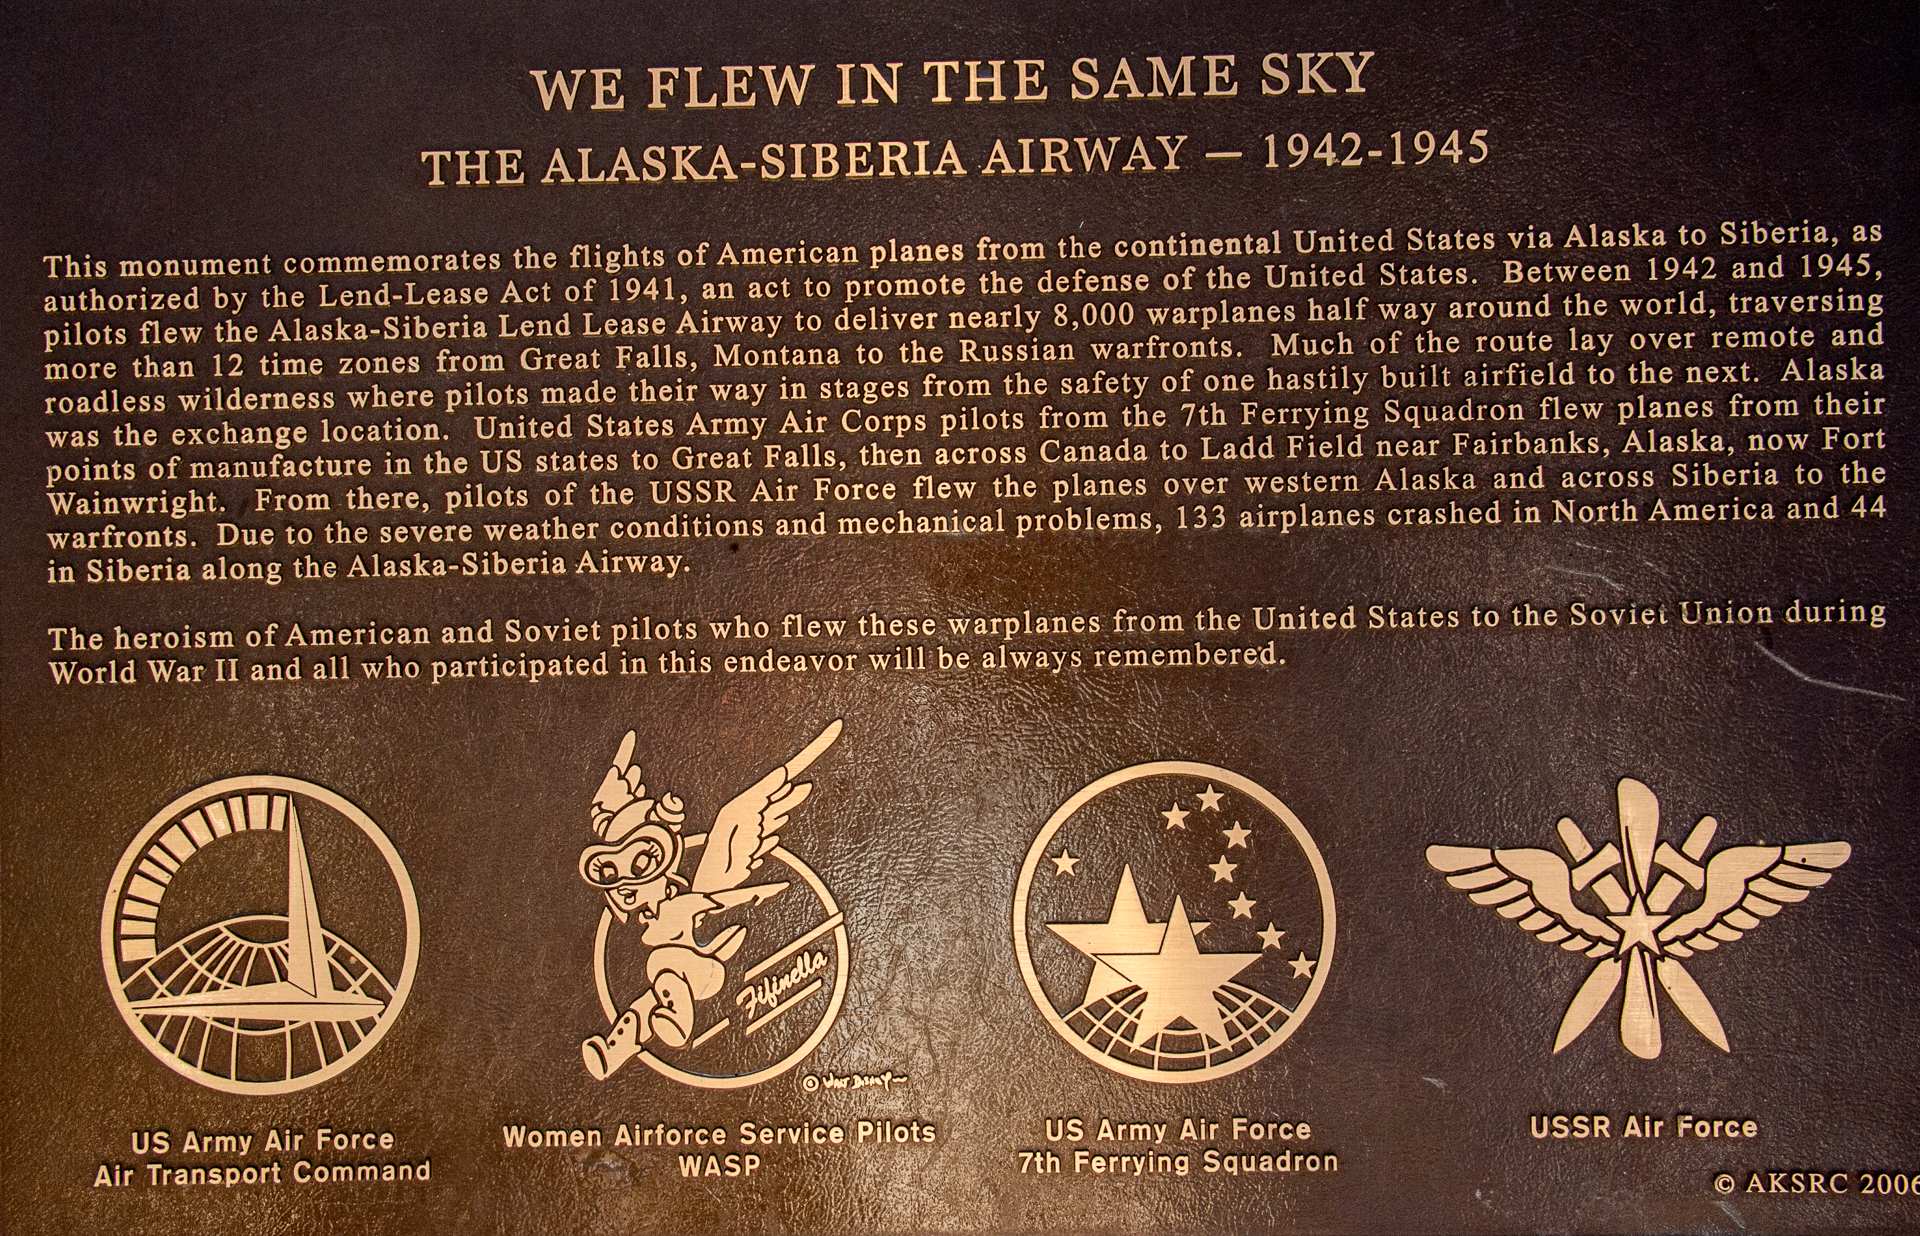 WE FLEW IN THE SAME SKY
THE ALASKA-SIBERIA AIRWAY — 1942-1945
This monument commemorates the flights of American planes from the continental United States via Alaska to Siberia, as
authorized by the Lend-Lease Act of 1941, an act to promote the defense of the United States. Between 1942 and 1945,
pilots flew the Alaska-Siberia Lend Lease Airway to deliver nearly 8,000 warplanes half way around the world, traversing
more than 12 time zones from Great Falls, Montana to the Russian warfronts. Much of the route lay over remote and
roadless wilderness where pilots made their way in stages from the safety of one hastily built airfield to the next. Alaska
was the exchange location. United States Army Air Corps pilots from the 7th Ferrying Squadron flew planes from their
points of manufacture in the US states to Great Falls, then across Canada to Ladd Field near Fairbanks, Alaska, now Fort
Wainwright. From there, pilots of the USSR Air Force flew the planes over western Alaska and across Siberia to the
warfronts. Due to the severe weather conditions and mechanical problems, 133 airplanes crashed in North America and 44
in Siberia along the Alaska-Siberia Airway.
The heroism of American and Soviet pilots who flew these warplanes from the United States to the Soviet Union during
World War II and all who participated in this endeavor will be always remembered.
Fifinella
© Walt Disney
US Army Air Force
Air Transport Command
Women Airforce Service Pilots
WASP
US Army Air Force
7th Ferrying Squadron
USSR Air Force
© AKSRC 2006